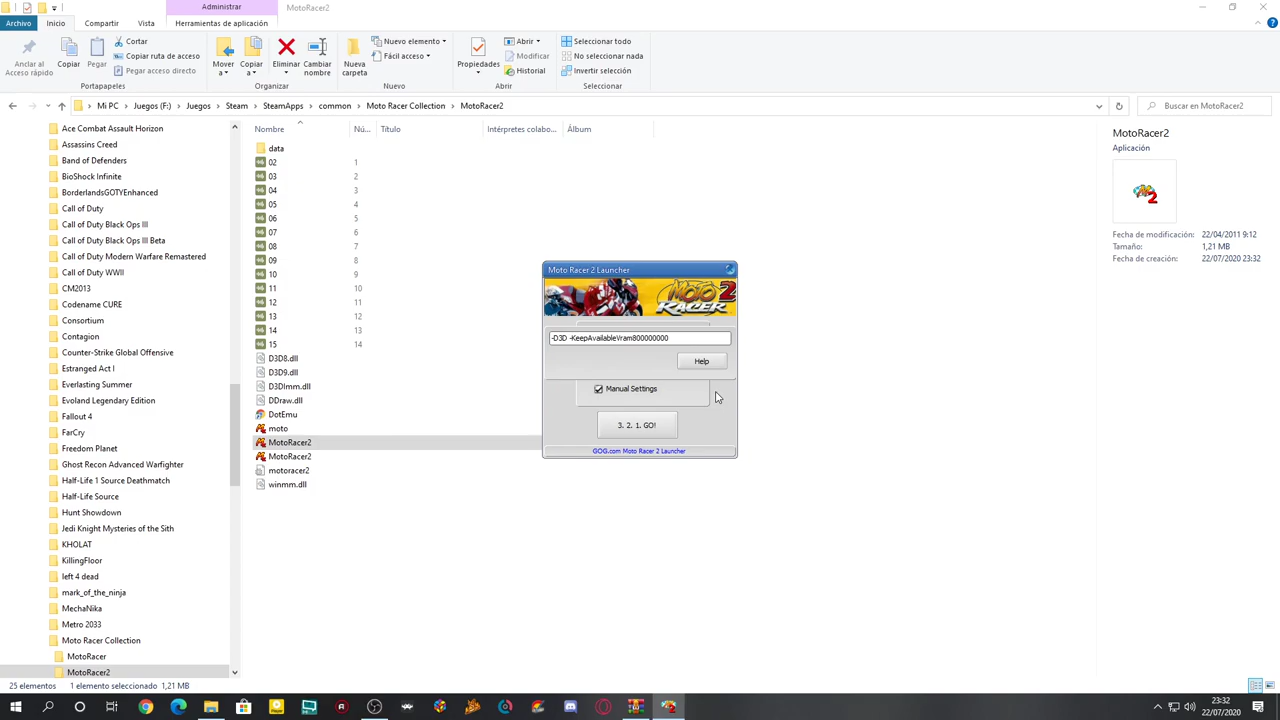 Administrar
MotoRacer2
Archivo
Inicio
Compartir
Vista
Herramientas de aplicación
Anclar al
Acceso rápido
Copiar
Pegar
Cortar
Copiar ruta de acceso
Pegar acceso directo
Portapapeles
Mover
a
Copiar
a
Eliminar
Cambiar
nombre
Organizar
Nueva
carpeta
Nuevo elemento
Fácil acceso
Nuevo
Propiedades
Abrir
Modificar
Historial
Abrir
Seleccionar todo
No seleccionar nada
Invertir selección
Seleccionar
Mi PC > Juegos (F:) > Juegos > Steam > SteamApps > common > Moto Racer Collection > MotoRacer2
Buscar en MotoRacer2
Ace Combat Assault Horizon
Assassins Creed
Band of Defenders
BioShock Infinite
BorderlandsGOTYEnhanced
Call of Duty
Call of Duty Black Ops III
Call of Duty Black Ops III Beta
Call of Duty Modern Warfare Remastered
Call of Duty WWII
CM2013
Codename CURE
Consortium
Contagion
Counter-Strike Global Offensive
Estranged Act I
Everlasting Summer
Evoland Legendary Edition
Fallout 4
FarCry
Freedom Planet
Ghost Recon Advanced Warfighter
Half-Life 1 Source Deathmatch
Half-Life Source
Hunt Showdown
Jedi Knight Mysteries of the Sith
KHOLAT
KillingFloor
left 4 dead
mark_of_the_ninja
MechaNika
Metro 2033
Moto Racer Collection
MotoRacer
MotoRacer2
Nombre Nú... Título Intérpretes colabo... Álbum
data
02 1
03 2
04 3
05 4
06 5
07 6
08 7
09 8
10 9
11 10
12 11
13 12
14 13
15 14
D3D8.dll
D3D9.dll
D3DImm.dll
DDraw.dll
DotEmu
moto
MotoRacer2
MotoRacer2
motoracer2
winmm.dll
Moto Racer 2 Launcher
MOTO RACER 2
-D3D -KeepAvailableVram800000000
Help
Manual Settings
3. 2. 1. GO!
GOG.com Moto Racer 2 Launcher
MotoRacer2
Aplicación
2
Fecha de modificación: 22/04/2011 9:12
Tamaño: 1,21 MB
Fecha de creación: 22/07/2020 23:32
25 elementos 1 elemento seleccionado 1,21 MB
23:32
22/07/2020